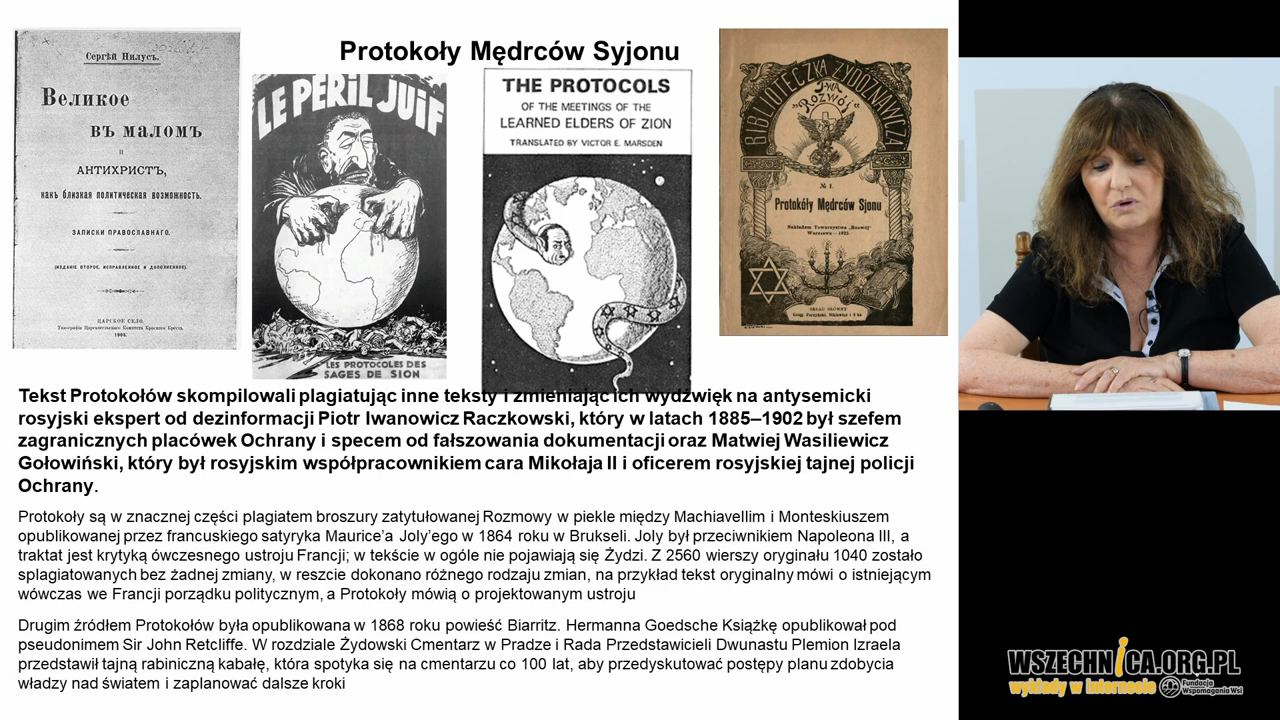 Protokoły Mędrców Syjonu
Сергѣй Нилусъ.
Великое
въ маломъ
и
АНТИХРИСТЪ,
какъ близкая политическая возможность.
ЗАПИСКИ ПРАВОСЛАВНАГО.
(ИЗДАНІЕ ВТОРОЕ, ИСПРАВЛЕННОЕ И ДОПОЛНЕННОЕ).
ЦАРСКОЕ СЕЛО.
Типографія Царскосельскаго Комитета Краснаго Креста.
1905.
LE PÉRIL JUIF
LES PROTOCOLES DES
SAGES DE SION
THE PROTOCOLS
OF THE MEETINGS OF THE
LEARNED ELDERS OF ZION
TRANSLATED BY VICTOR E. MARSDEN
BIBLIOTECZKA ŻYDOZNAWCZA
T-WA
"ROZWÓJ"
№ 1.
Protokóły Mędrców Sjonu
Nakładem Towarzystwa „Rozwój"
Warszawa — 1923.
SKŁAD GŁÓWNY
Tekst Protokołów skompilowali plagiatując inne teksty i zmieniając ich wydźwięk na antysemicki
rosyjski ekspert od dezinformacji Piotr Iwanowicz Raczkowski, który w latach 1885–1902 był szefem
zagranicznych placówek Ochrany i specem od fałszowania dokumentacji oraz Matwiej Wasiliewicz
Gołowiński, który był rosyjskim współpracownikiem cara Mikołaja II i oficerem rosyjskiej tajnej policji
Ochrany.
Protokoły są w znacznej części plagiatem broszury zatytułowanej Rozmowy w piekle między Machiavellim i Monteskiuszem
opublikowanej przez francuskiego satyryka Maurice'a Joly'ego w 1864 roku w Brukseli. Joly był przeciwnikiem Napoleona III, a
traktat jest krytyką ówczesnego ustroju Francji; w tekście w ogóle nie pojawiają się Żydzi. Z 2560 wierszy oryginału 1040 zostało
splagiatowanych bez żadnej zmiany, w reszcie dokonano różnego rodzaju zmian, na przykład tekst oryginalny mówi o istniejącym
wówczas we Francji porządku politycznym, a Protokoły mówią o projektowanym ustroju
Drugim źródłem Protokołów była opublikowana w 1868 roku powieść Biarritz. Hermanna Goedsche Książkę opublikował pod
pseudonimem Sir John Retcliffe. W rozdziale Żydowski Cmentarz w Pradze i Rada Przedstawicieli Dwunastu Plemion Izraela
przedstawił tajną rabiniczną kabałę, która spotyka się na cmentarzu co 100 lat, aby przedyskutować postępy planu zdobycia
władzy nad światem i zaplanować dalsze kroki
WSZECHNICA.ORG.PL
wykłady w internecie
Fundacja
Wspomagania Wsi